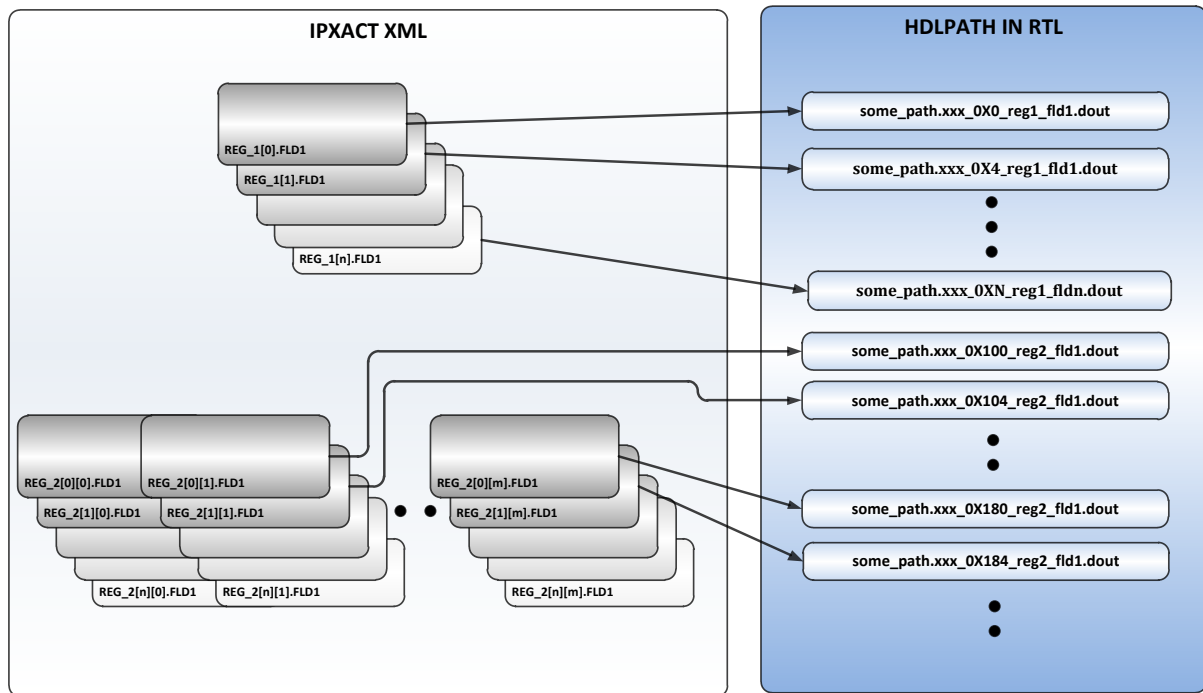 IPXACT XML
REG_1[0].FLD1
REG_1[1].FLD1
REG_1[n].FLD1
REG_2[0][0].FLD1
REG_2[0][1].FLD1
REG_2[0][m].FLD1
REG_2[1][0].FLD1
REG_2[1][1].FLD1
REG_2[1][m].FLD1
REG_2[n][0].FLD1
REG_2[n][1].FLD1
REG_2[n][m].FLD1
HDLPATH IN RTL
some_path.xxx_0X0_reg1_fld1.dout
some_path.xxx_0X4_reg1_fld1.dout
some_path.xxx_0XN_reg1_fldn.dout
some_path.xxx_0X100_reg2_fld1.dout
some_path.xxx_0X104_reg2_fld1.dout
some_path.xxx_0X180_reg2_fld1.dout
some_path.xxx_0X184_reg2_fld1.dout